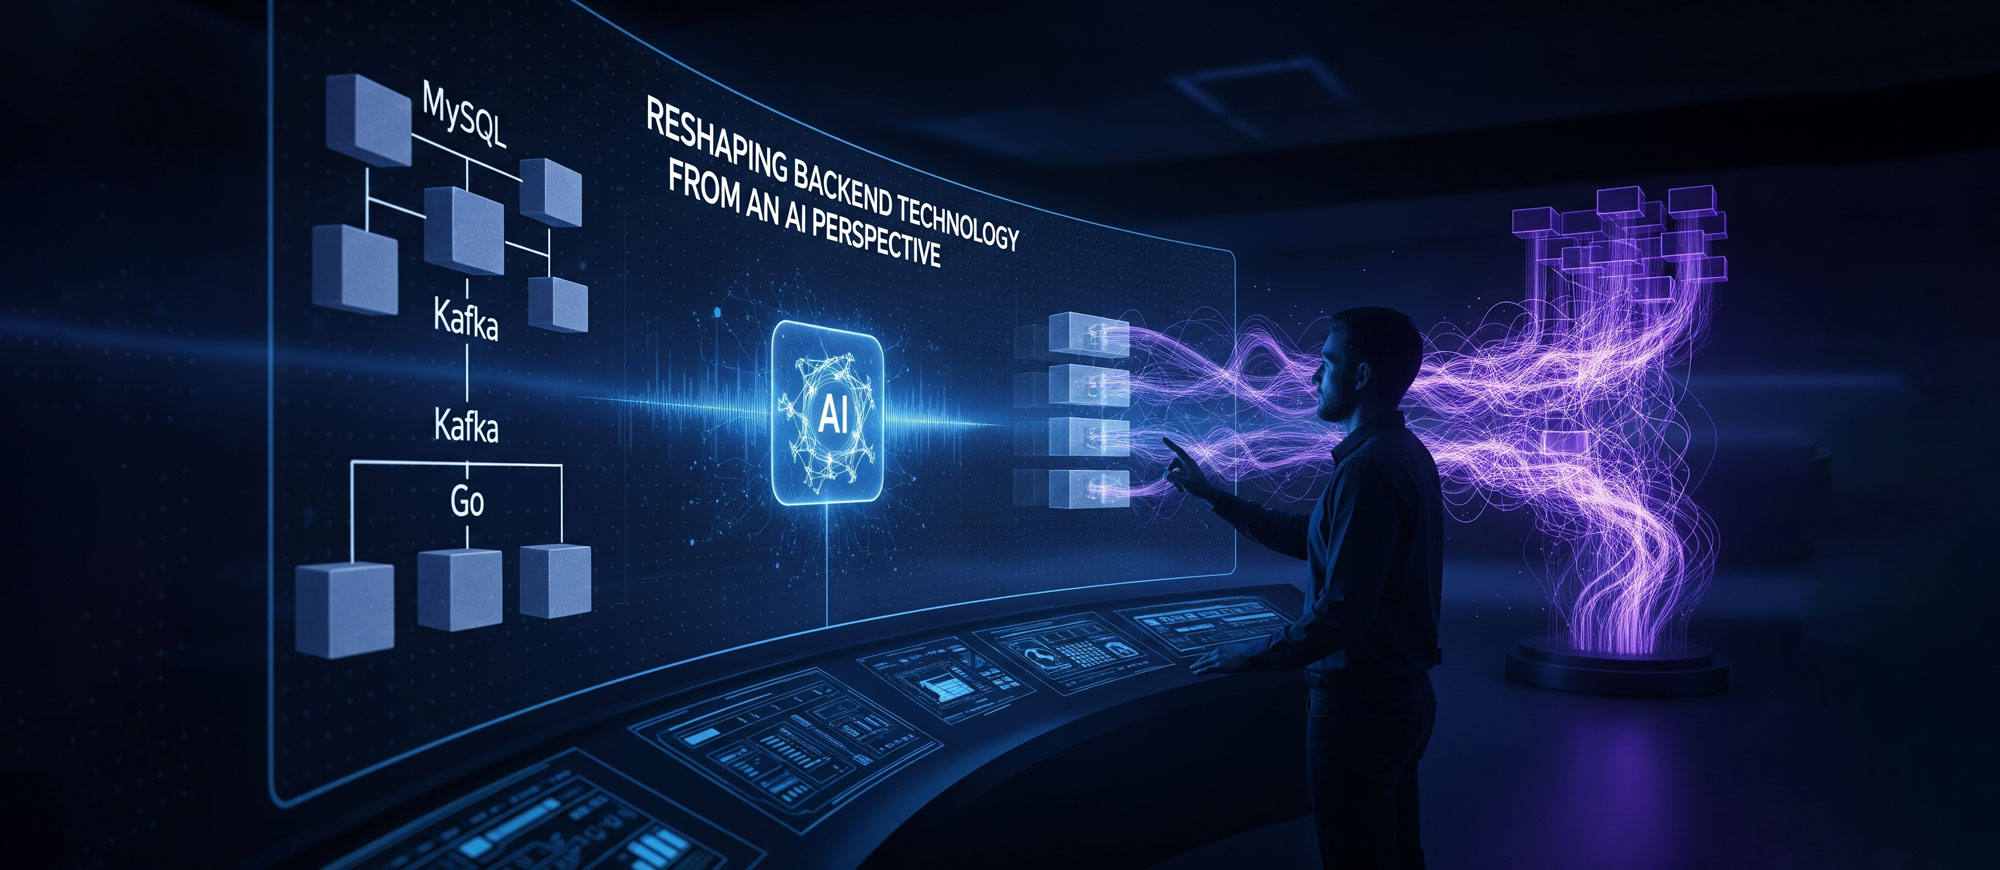 MySQL
Kafka
Kafka
Go
RESHAPING BACKEND TECHNOLOGY
FROM AN AI PERSPECTIVE
AI